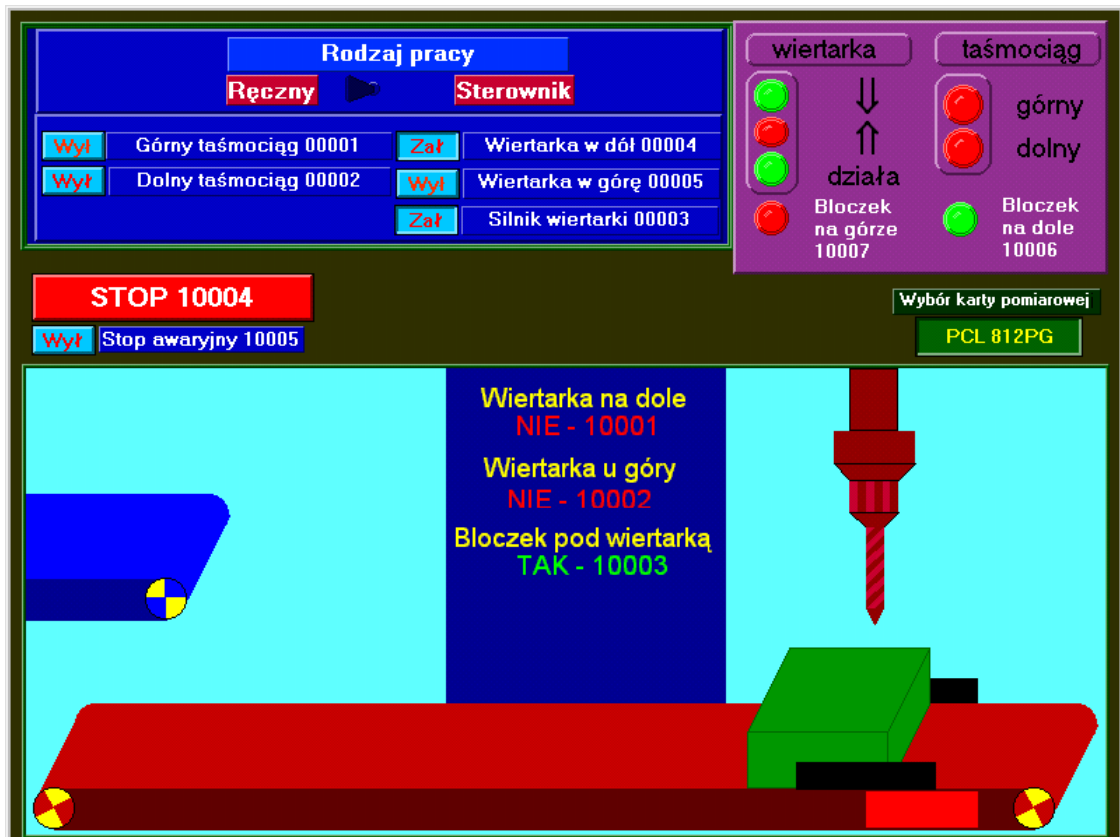 Rodzaj pracy
Ręczny
Sterownik
Wył Górny taśmociąg 00001
Zał Wiertarka w dół 00004
Wył Dolny taśmociąg 00002
Wył Wiertarka w górę 00005
Zał Silnik wiertarki 00003
wiertarka
taśmociąg
górny
dolny
działa
Bloczek
na górze
10007
Bloczek
na dole
10006
STOP 10004
Wył Stop awaryjny 10005
Wybór karty pomiarowej
PCL 812PG
Wiertarka na dole
NIE - 10001
Wiertarka u góry
NIE - 10002
Bloczek pod wiertarką
TAK - 10003